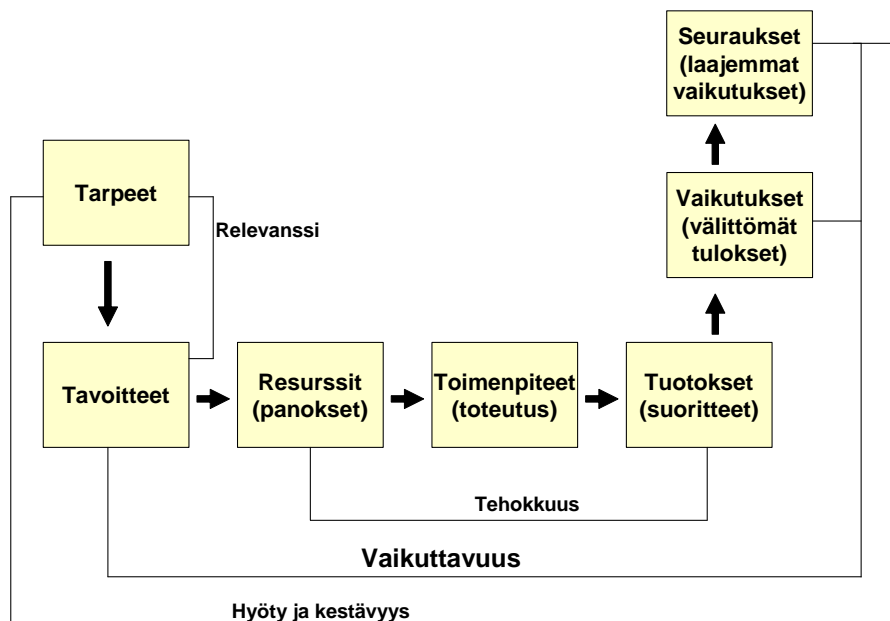 Seuraukset
(laajemmat
vaikutukset)
Tarpeet
Vaikutukset
(välittömät
tulokset)
Relevanssi
Tavoitteet
Resurssit
(panokset)
Toimenpiteet
(toteutus)
Tuotokset
(suoritteet)
Tehokkuus
Vaikuttavuus
Hyöty ja kestävyys